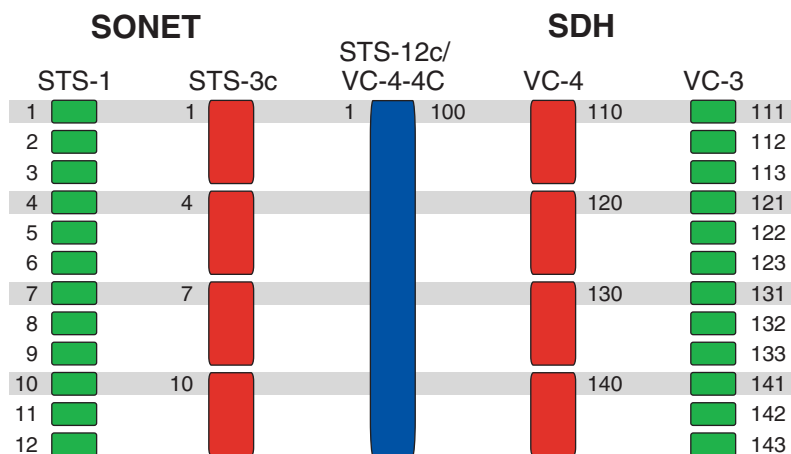 SONET SDH
STS-12c/
STS-1 STS-3c VC-4-4C VC-4 VC-3
1 1 1 100 110 111
2 112
3 113
4 4 120 121
5 122
6 123
7 7 130 131
8 132
9 133
10 10 140 141
11 142
12 143